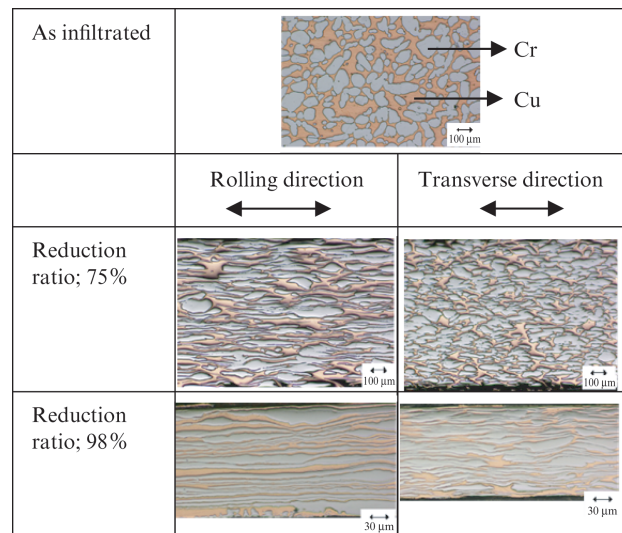 As infiltrated
Cr
Cu
100 µm
Rolling direction
Transverse direction
Reduction
ratio; 75%
100 µm
100 µm
Reduction
ratio; 98%
30 µm
30 µm